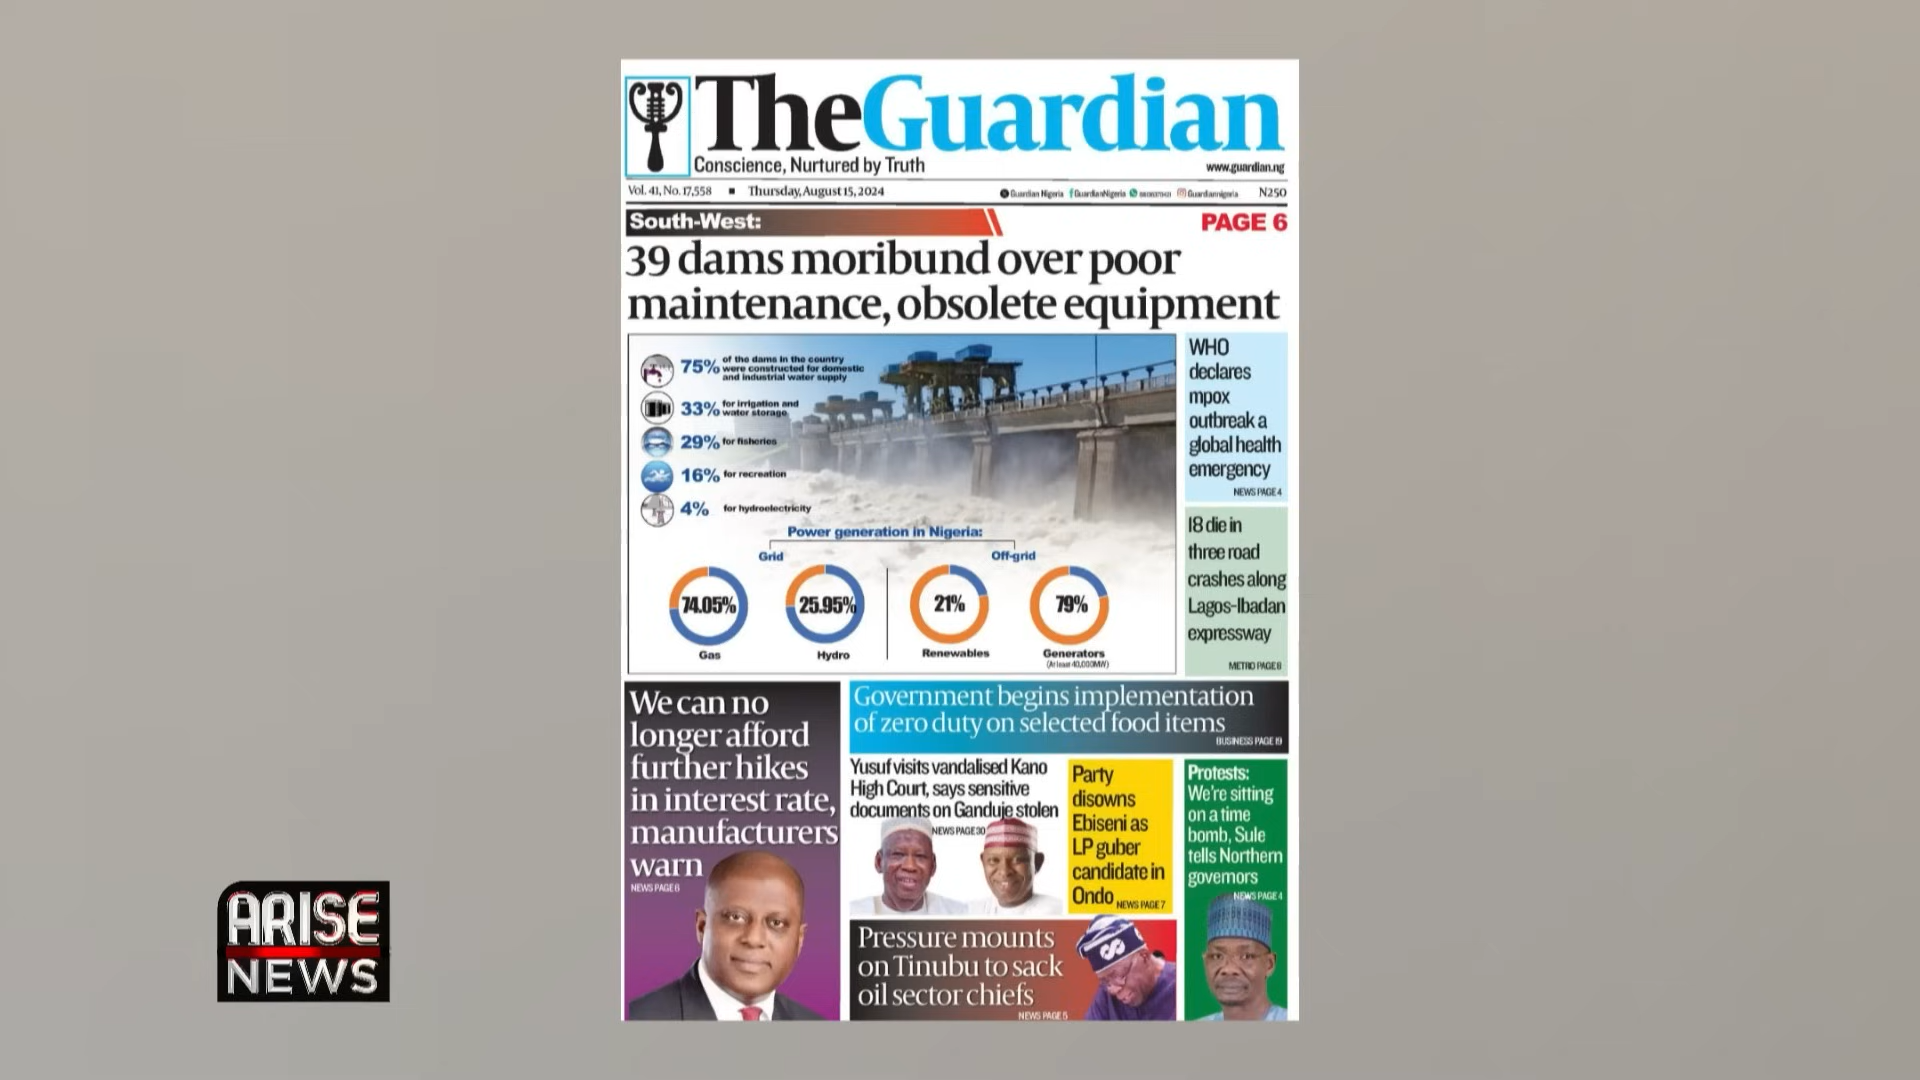 TheGuardian
Conscience, Nurtured by Truth
www.guardian.ng
Vol. 41, No. 17,558 ■ Thursday, August 15, 2024
Guardian Nigeria GuardianNigeria Guardiannigeria N250
South-West:
PAGE 6
39 dams moribund over poor
maintenance, obsolete equipment
75% of the dams in the country
were constructed for domestic
and industrial water supply
33% for irrigation and
water storage
29% for fisheries
16% for recreation
4% for hydroelectricity
Power generation in Nigeria:
Grid
Off-grid
74.05%
25.95%
21%
79%
Gas
Hydro
Renewables
Generators
(At least 40,000MW)
WHO
declares
mpox
outbreak a
global health
emergency
NEWS PAGE 4
18 die in
three road
crashes along
Lagos-Ibadan
expressway
METRO PAGE 8
We can no
longer afford
further hikes
in interest rate,
manufacturers
warn
NEWS PAGE 6
Government begins implementation
of zero duty on selected food items
BUSINESS PAGE 19
Yusuf visits vandalised Kano
High Court, says sensitive
documents on Ganduje stolen
NEWS PAGE 30
Party
disowns
Ebiseni as
LP guber
candidate in
Ondo NEWS PAGE 7
Protests:
We're sitting
on a time
bomb, Sule
tells Northern
governors
NEWS PAGE 4
Pressure mounts
on Tinubu to sack
oil sector chiefs
NEWS PAGE 5
ARISE
NEWS